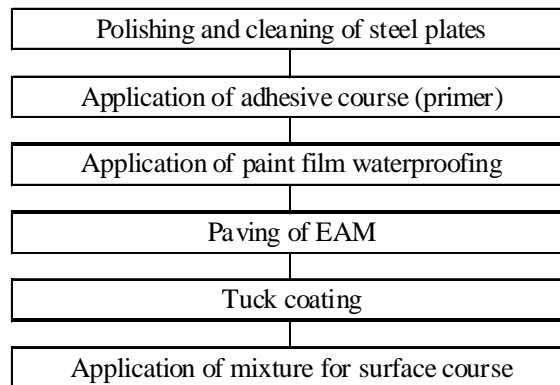 Polishing and cleaning of steel plates
Application of adhesive course (primer)
Application of paint film waterproofing
Paving of EAM
Tuck coating
Application of mixture for surface course